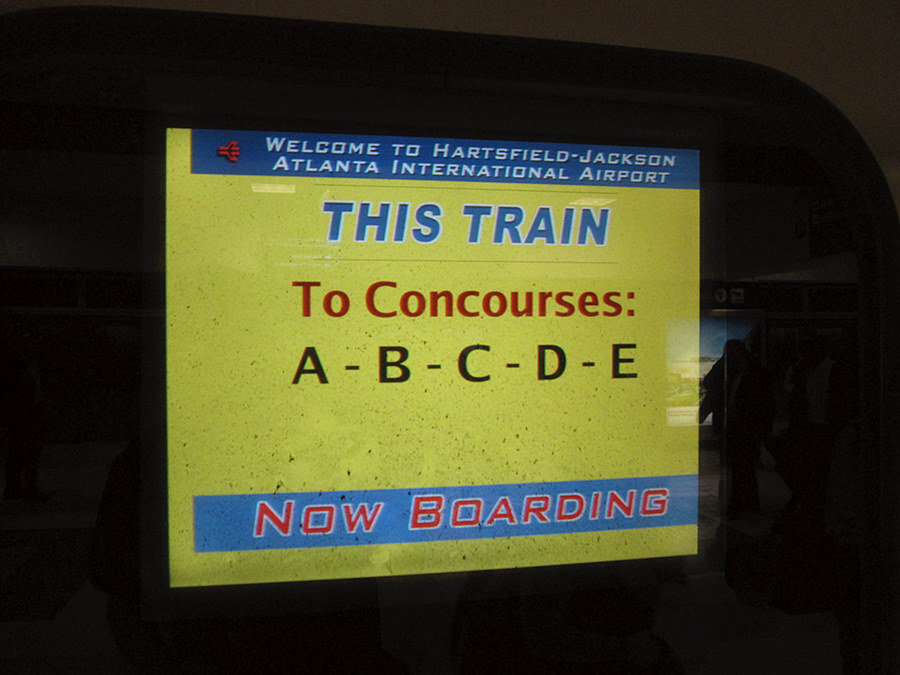 Welcome to Hartsfield-Jackson
Atlanta International Airport
THIS TRAIN
To Concourses:
A - B - C - D - E
Now Boarding